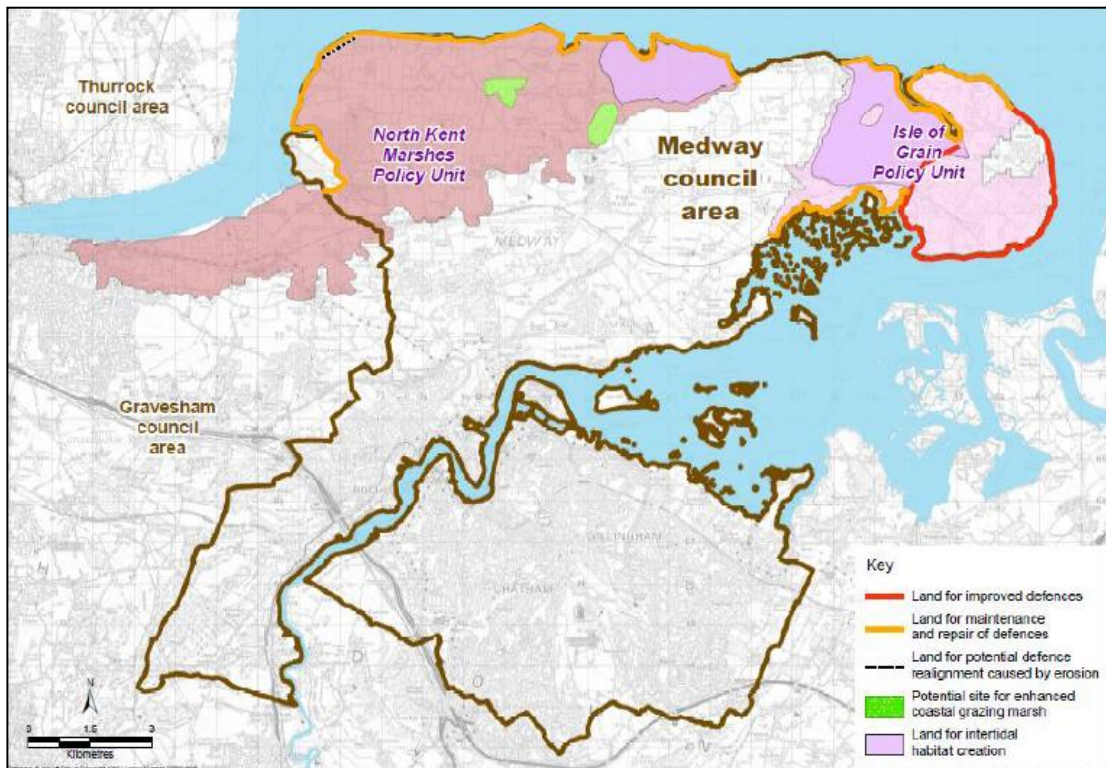 Thurrock
council area
North Kent
Marshes
Policy Unit
Medway
council
area
Isle of
Grain
Policy Unit
MEDWAY
Gravesham
council
area
GILLINGHAM
CHATHAM
N
0 1.5 3
Kilometres
Key
Land for improved defences
Land for maintenance
and repair of defences
Land for potential defence
realignment caused by erosion
Potential site for enhanced
coastal grazing marsh
Land for intertidal
habitat creation